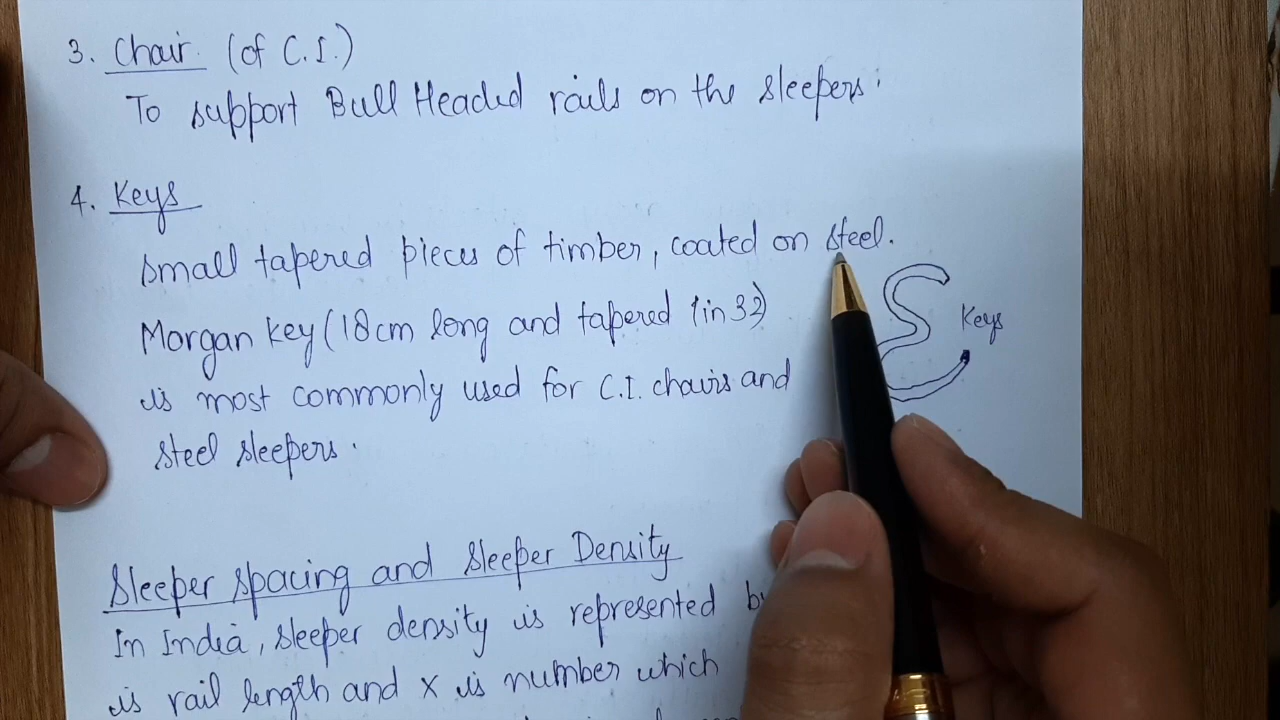 3. Chair (of C.I.)
To support Bull Headed rails on the sleepers.
4. Keys
Small tapered pieces of timber, coated on steel.
Morgan key (18cm long and tapered 1 in 32)
Keys
is most commonly used for C.I. chairs and
steel sleepers.
Sleeper spacing and Sleeper Density
In India, sleeper density is represented
is rail length and x is number which